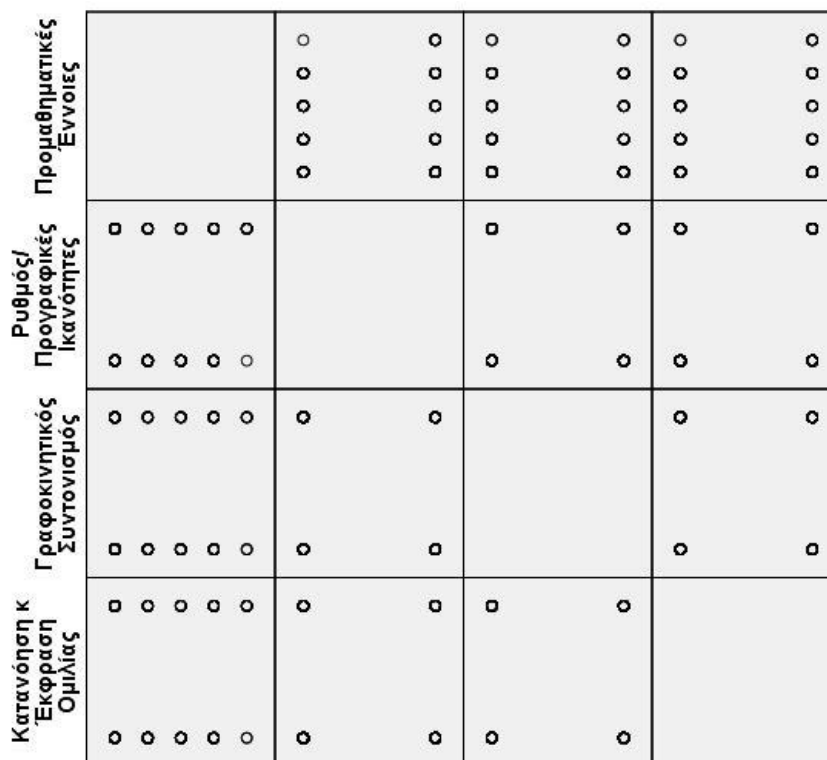 Προμαθηματικές
Έννοιες
Ρυθμός/
Προγραφικές
Ικανότητες
Γραφοκινητικός
Συντονισμός
Κατανόηση κ
Έκφραση
Ομιλίας